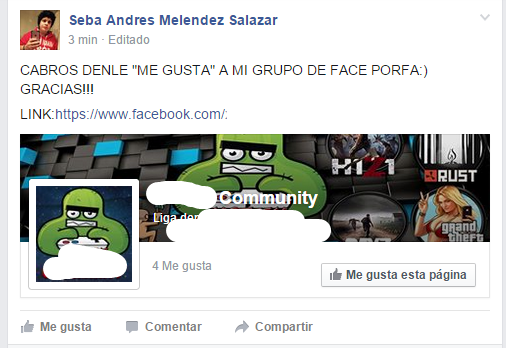 Seba Andres Melendez Salazar
3 min · Editado
CABROS DENLE "ME GUSTA" A MI GRUPO DE FACE PORFA:)
GRACIAS!!!
LINK:https://www.facebook.com/:
H1Z1
RUST
Community
Liga de
grand
theft
4 Me gusta
Me gusta esta página
Me gusta
Comentar
Compartir